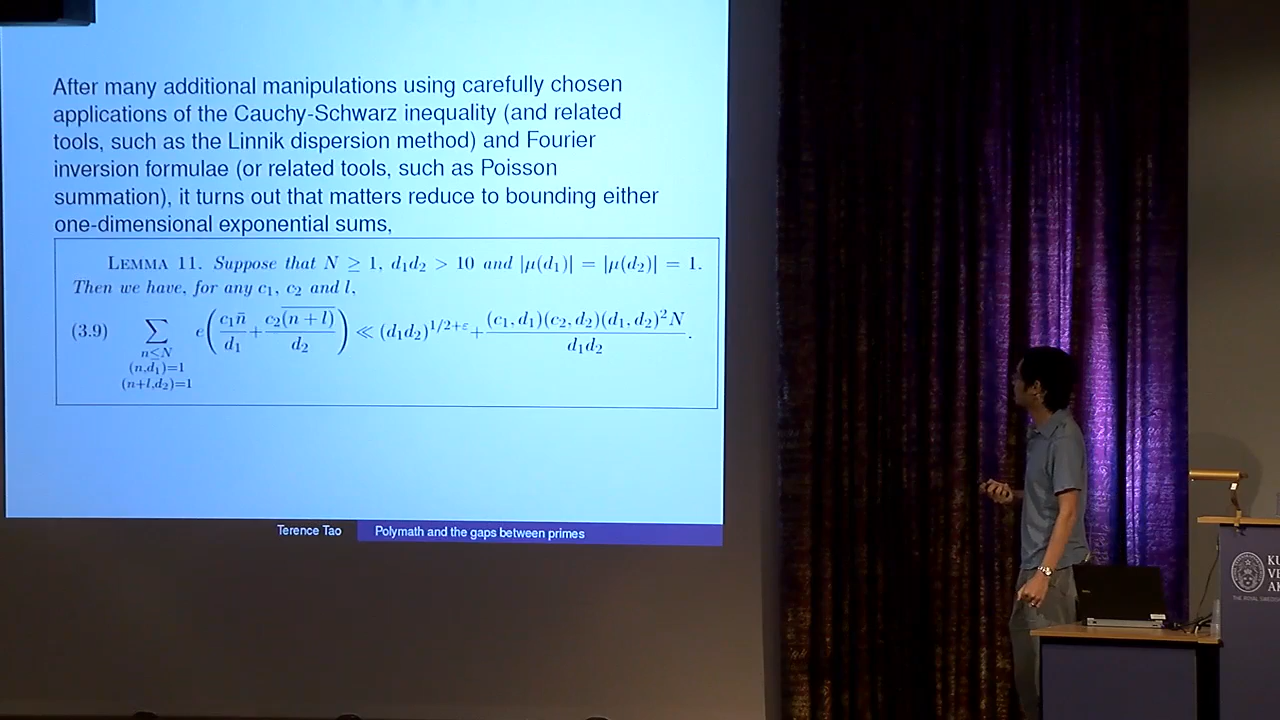 After many additional manipulations using carefully chosen
applications of the Cauchy-Schwarz inequality (and related
tools, such as the Linnik dispersion method) and Fourier
inversion formulae (or related tools, such as Poisson
summation), it turns out that matters reduce to bounding either
one-dimensional exponential sums,
LEMMA 11. Suppose that N ≥ 1, d₁d₂ > 10 and |μ(d₁)| = |μ(d₂)| = 1.
Then we have, for any c₁, c₂ and l,
(3.9) ∑_{n≤N, (n,d₁)=1, (n+l,d₂)=1} e(c₁n̄/d₁ + c₂\overline{(n+l)}/d₂) ≪ (d₁d₂)^{1/2+ε} + (c₁,d₁)(c₂,d₂)(d₁,d₂)²N/d₁d₂.
Terence Tao Polymath and the gaps between primes